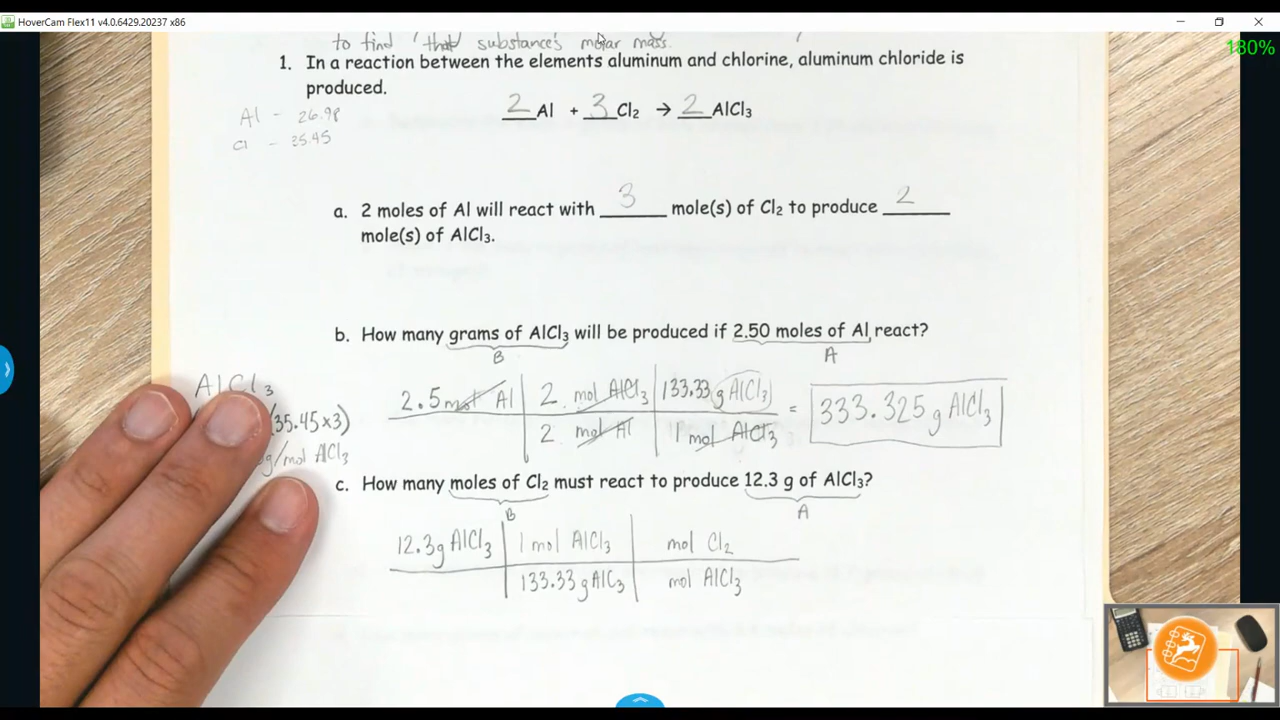 HoverCam Flex11 v4.0.6429.20237 x86
180%
to find that substance's molar mass.
1. In a reaction between the elements aluminum and chlorine, aluminum chloride is
produced.
2 Al + 3 Cl₂ → 2 AlCl₃
Al - 26.98
Cl - 35.45
a. 2 moles of Al will react with 3 mole(s) of Cl₂ to produce 2
mole(s) of AlCl₃.
b. How many grams of AlCl₃ will be produced if 2.50 moles of Al react?
B A
AlCl₃
(35.45×3)
g/mol AlCl₃
2.5 mol Al | 2 mol AlCl₃ | 133.33 g AlCl₃ = 333.325 g AlCl₃
2 mol Al | 1 mol AlCl₃
c. How many moles of Cl₂ must react to produce 12.3 g of AlCl₃?
B A
12.3g AlCl₃ | 1 mol AlCl₃ | mol Cl₂
133.33 g AlC₃ | mol AlCl₃